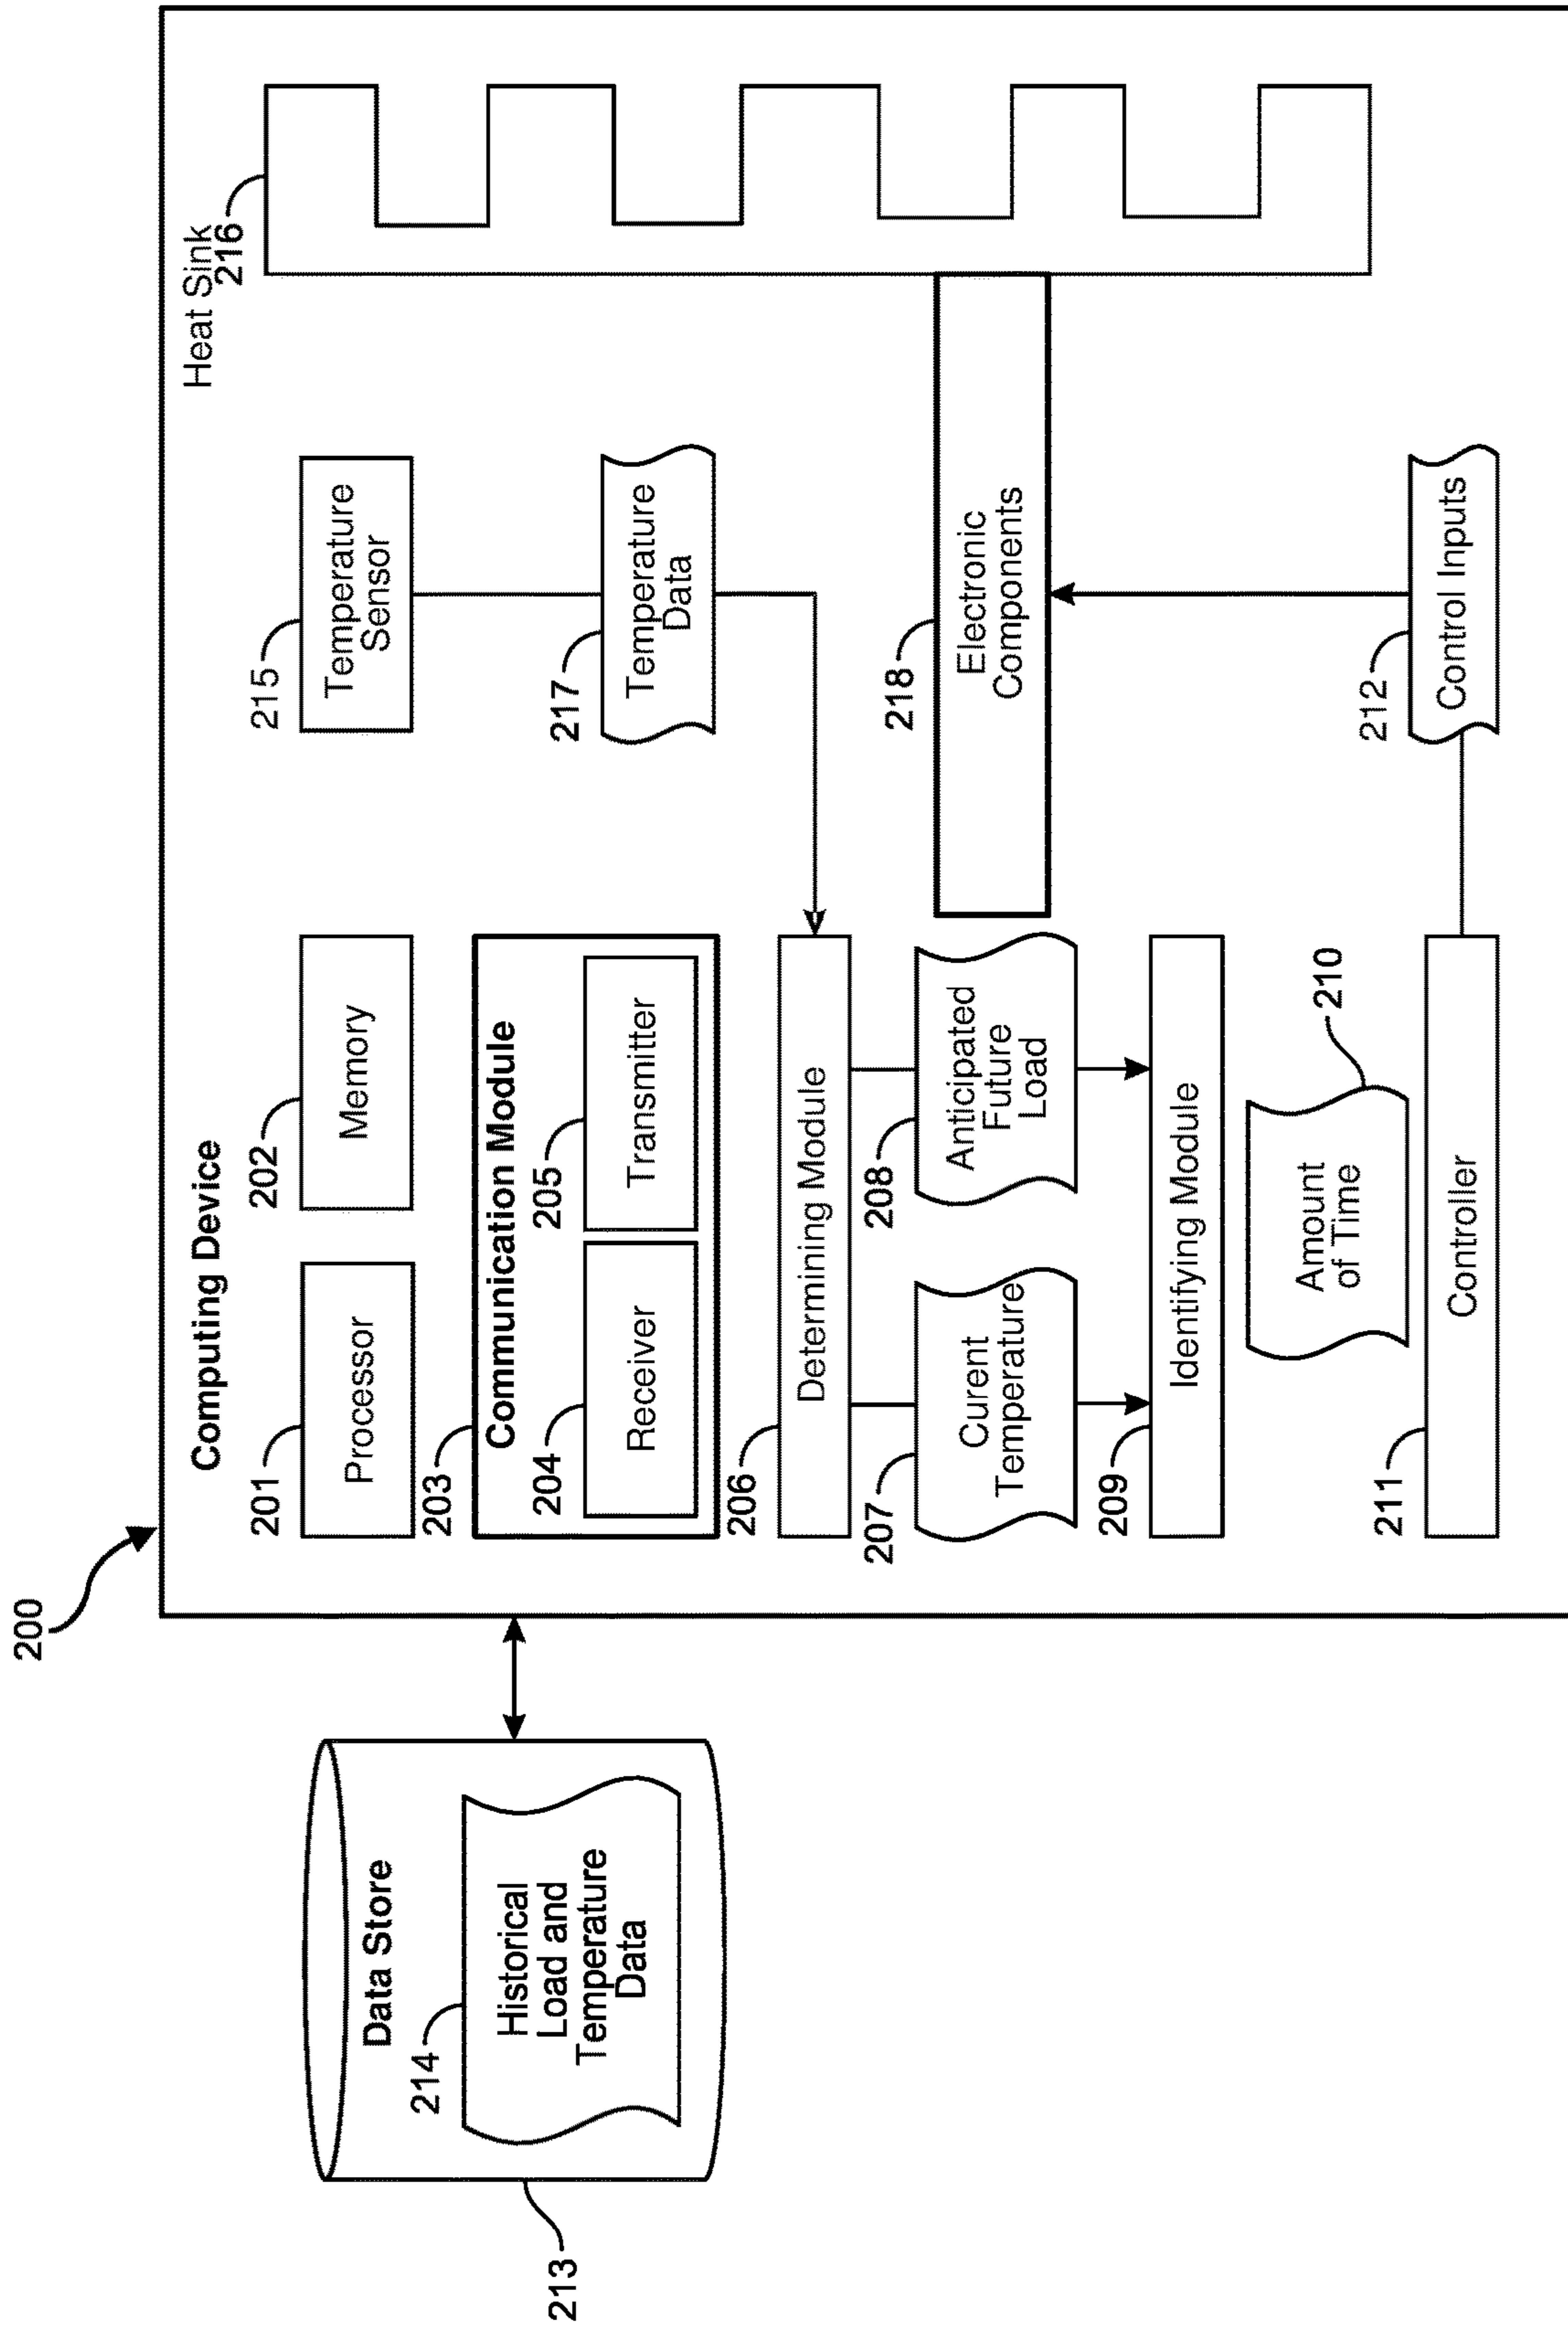 200
Computing Device
Heat Sink
216
201
Processor
202
Memory
215
Temperature
Sensor
203
Communication Module
204
Receiver
205
Transmitter
217
Temperature
Data
206
Determining Module
207
Curent
Temperature
208
Anticipated
Future
Load
218
Electronic
Components
209
Identifying Module
210
Amount
of Time
211
Controller
212
Control Inputs
Data Store
214
Historical
Load and
Temperature
Data
213